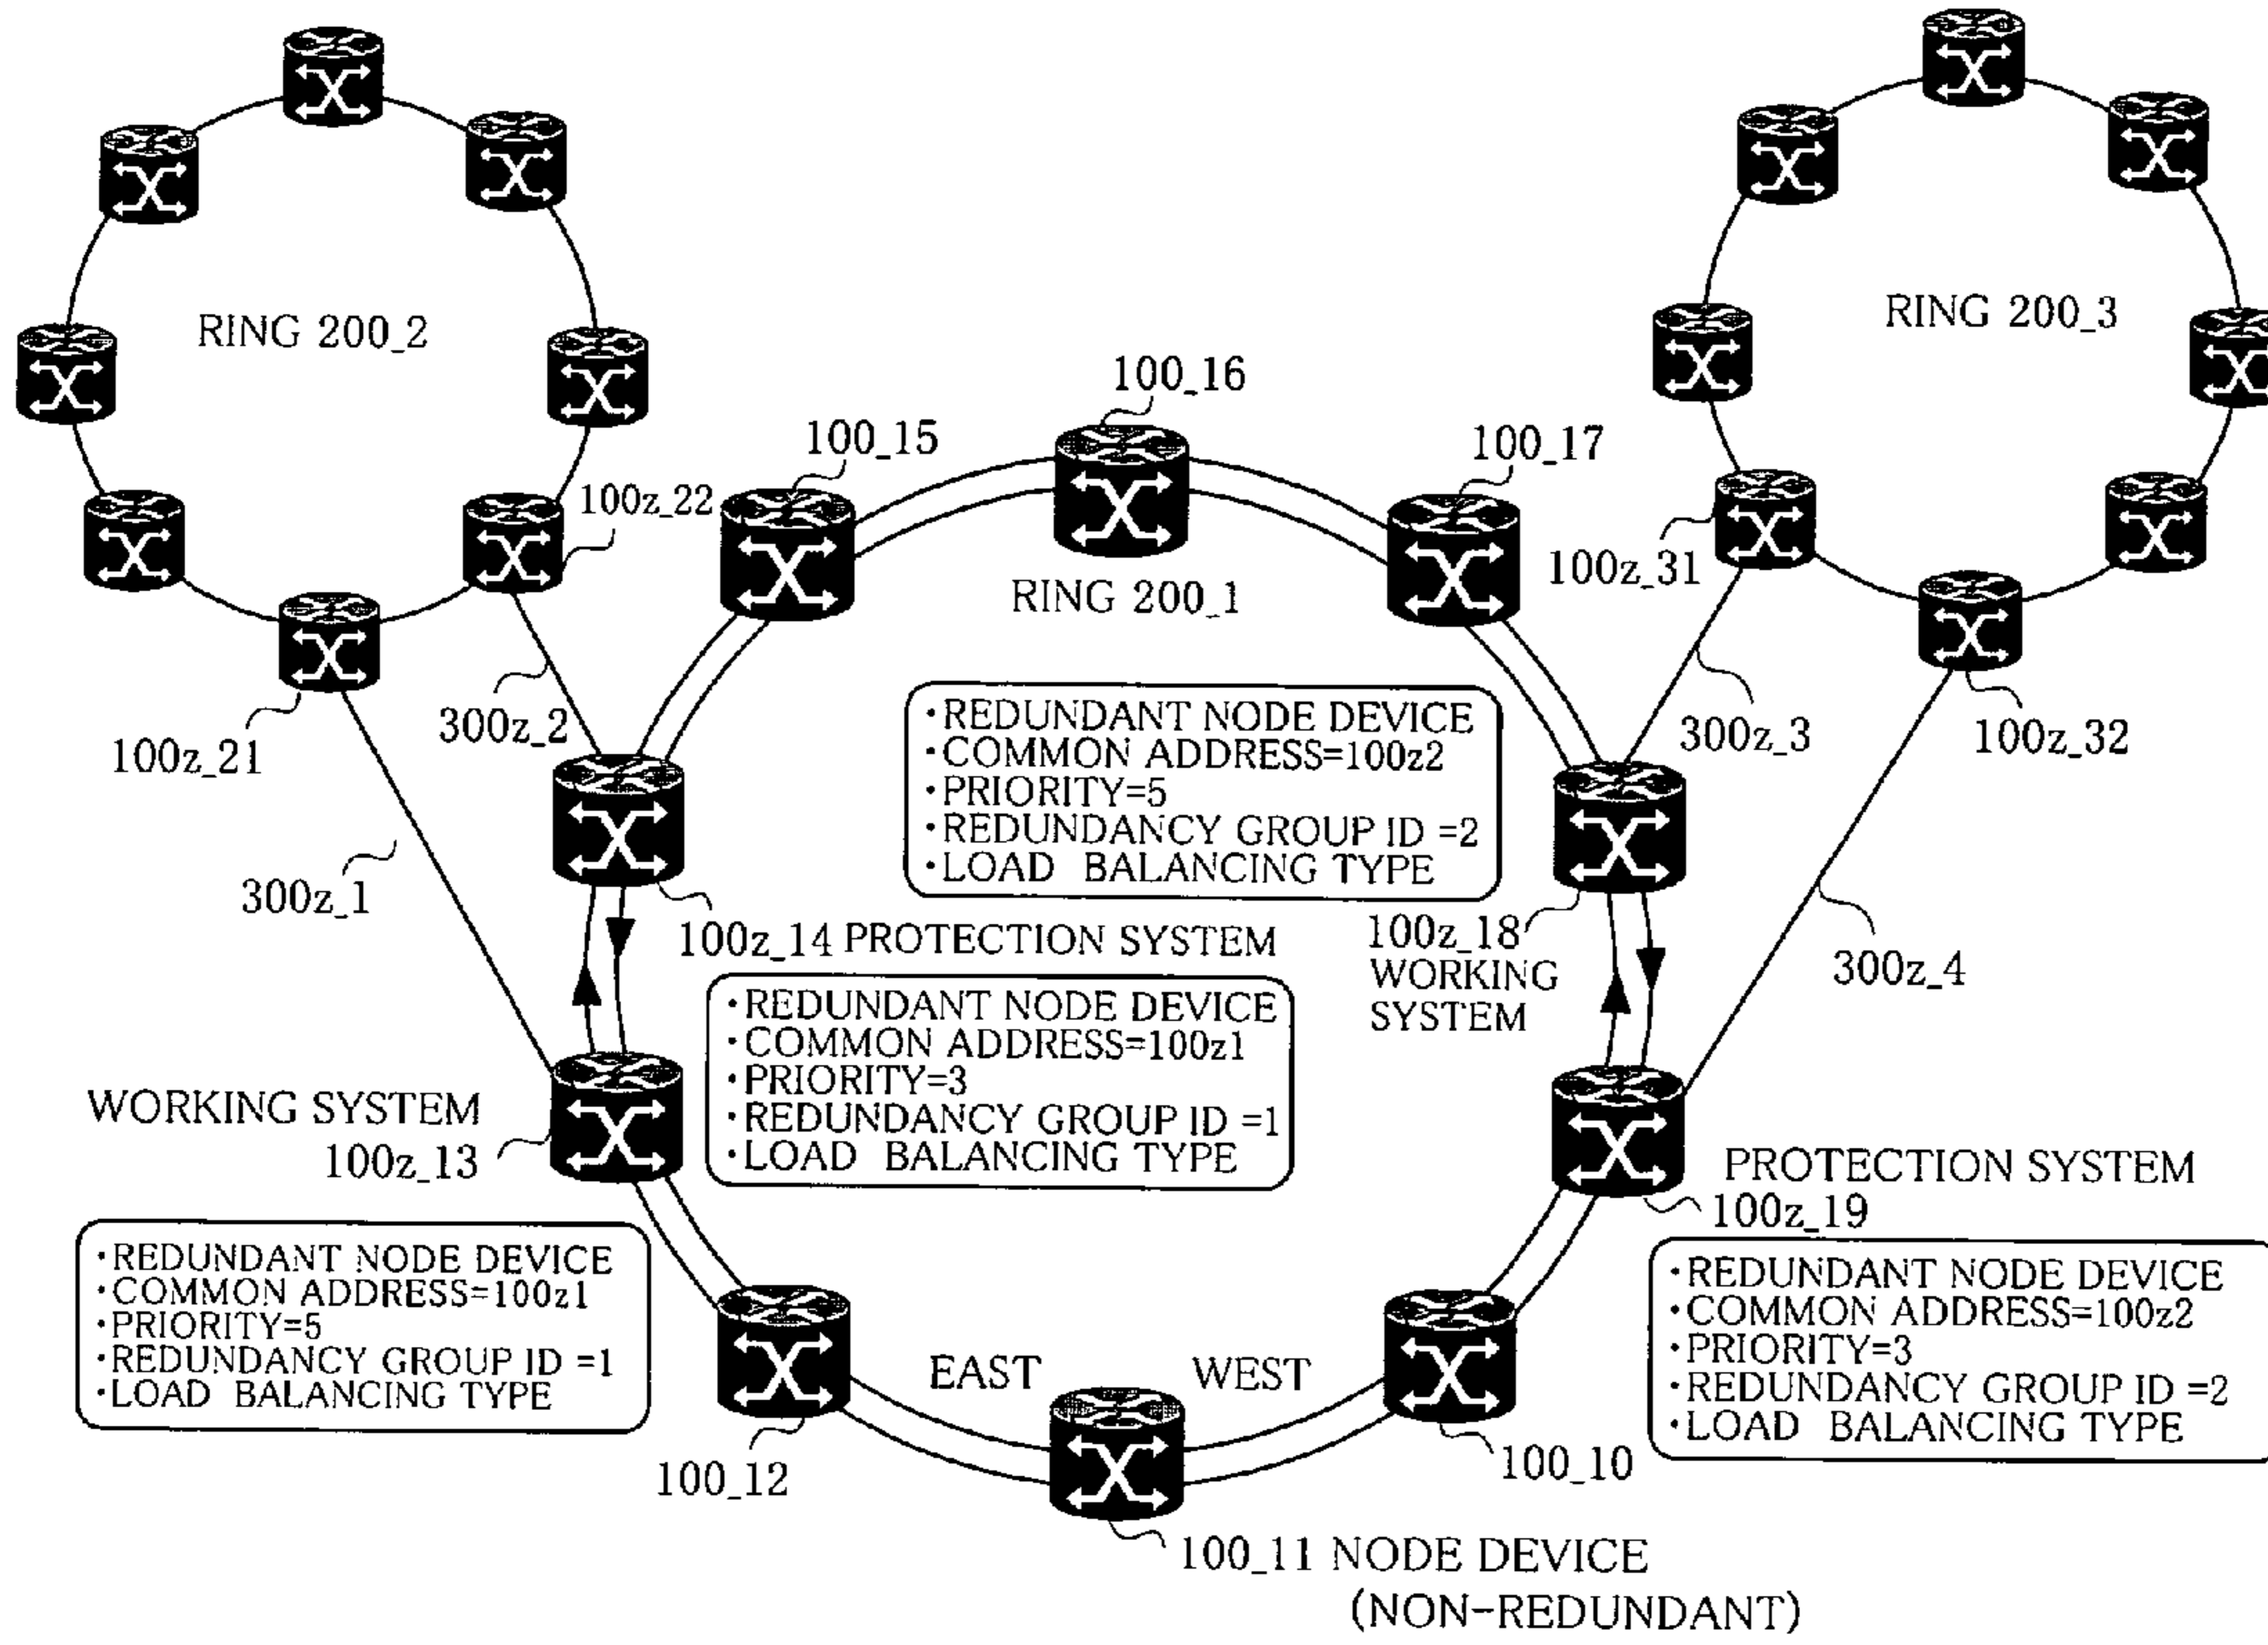 RING 200_2
RING 200_3
100_16
100_15
100_17
100z_22
100z_31
RING 200_1
300z_2
300z_3
100z_21
100z_32
·REDUNDANT NODE DEVICE
·COMMON ADDRESS=100z2
·PRIORITY=5
·REDUNDANCY GROUP ID =2
·LOAD BALANCING TYPE
300z_1
100z_14 PROTECTION SYSTEM
100z_18
WORKING
SYSTEM
300z_4
·REDUNDANT NODE DEVICE
·COMMON ADDRESS=100z1
·PRIORITY=3
·REDUNDANCY GROUP ID =1
·LOAD BALANCING TYPE
WORKING SYSTEM
100z_13
PROTECTION SYSTEM
100z_19
·REDUNDANT NODE DEVICE
·COMMON ADDRESS=100z1
·PRIORITY=5
·REDUNDANCY GROUP ID =1
·LOAD BALANCING TYPE
·REDUNDANT NODE DEVICE
·COMMON ADDRESS=100z2
·PRIORITY=3
·REDUNDANCY GROUP ID =2
·LOAD BALANCING TYPE
EAST
WEST
100_12
100_10
100_11 NODE DEVICE
(NON-REDUNDANT)